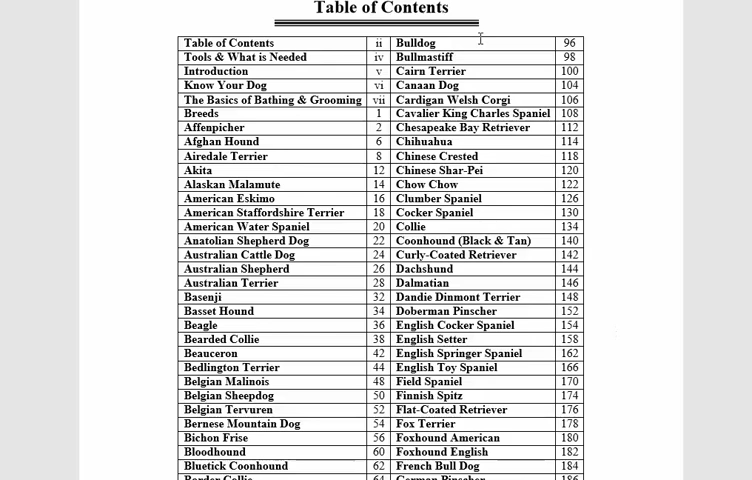 Table of Contents
Table of Contents ii Bulldog 96
Tools & What is Needed iv Bullmastiff 98
Introduction v Cairn Terrier 100
Know Your Dog vi Canaan Dog 104
The Basics of Bathing & Grooming vii Cardigan Welsh Corgi 106
Breeds 1 Cavalier King Charles Spaniel 108
Affenpicher 2 Chesapeake Bay Retriever 112
Afghan Hound 6 Chihuahua 114
Airedale Terrier 8 Chinese Crested 118
Akita 12 Chinese Shar-Pei 120
Alaskan Malamute 14 Chow Chow 122
American Eskimo 16 Clumber Spaniel 126
American Staffordshire Terrier 18 Cocker Spaniel 130
American Water Spaniel 20 Collie 134
Anatolian Shepherd Dog 22 Coonhound (Black & Tan) 140
Australian Cattle Dog 24 Curly-Coated Retriever 142
Australian Shepherd 26 Dachshund 144
Australian Terrier 28 Dalmatian 146
Basenji 32 Dandie Dinmont Terrier 148
Basset Hound 34 Doberman Pinscher 152
Beagle 36 English Cocker Spaniel 154
Bearded Collie 38 English Setter 158
Beauceron 42 English Springer Spaniel 162
Bedlington Terrier 44 English Toy Spaniel 166
Belgian Malinois 48 Field Spaniel 170
Belgian Sheepdog 50 Finnish Spitz 174
Belgian Tervuren 52 Flat-Coated Retriever 176
Bernese Mountain Dog 54 Fox Terrier 178
Bichon Frise 56 Foxhound American 180
Bloodhound 60 Foxhound English 182
Bluetick Coonhound 62 French Bull Dog 184
Border Collie 64 German Pinscher 186